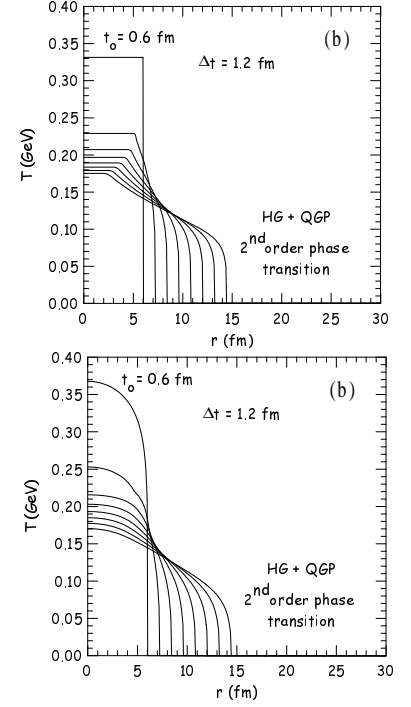 0.40
t₀= 0.6 fm
(b)
0.35
Δt = 1.2 fm
0.30
0.25
T (GeV)
0.20
0.15
HG + QGP
0.10
2nd order phase
0.05
transition
0.00
0 5 10 15 20 25 30
r (fm)
0.40
t₀= 0.6 fm
(b)
0.35
Δt = 1.2 fm
0.30
0.25
T (GeV)
0.20
0.15
HG + QGP
0.10
2nd order phase
0.05
transition
0.00
0 5 10 15 20 25 30
r (fm)